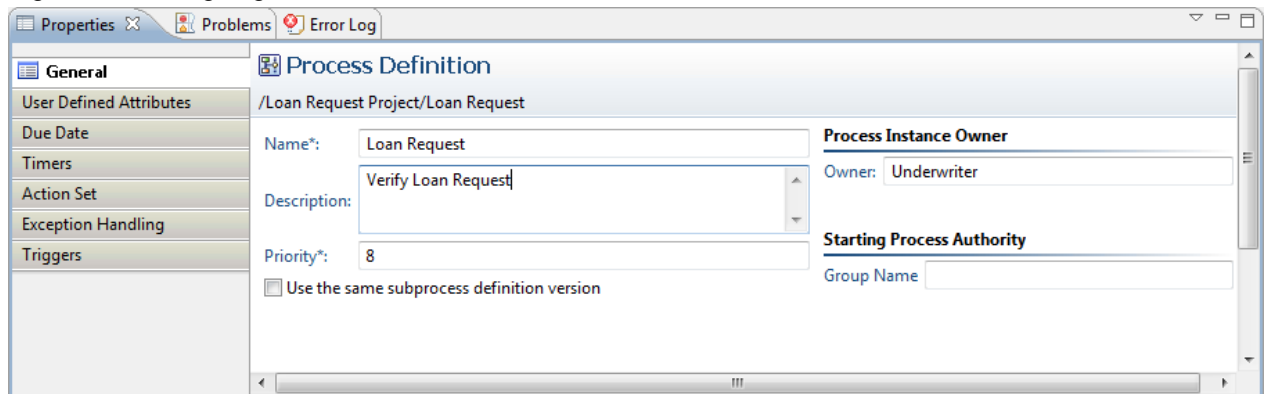 Properties Problems Error Log
General
User Defined Attributes
Due Date
Timers
Action Set
Exception Handling
Triggers
Process Definition
/Loan Request Project/Loan Request
Name*: Loan Request
Description: Verify Loan Request
Priority*: 8
Use the same subprocess definition version
Process Instance Owner
Owner: Underwriter
Starting Process Authority
Group Name